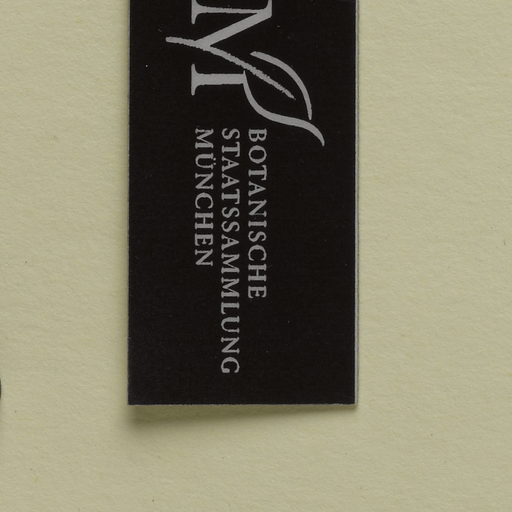 M
BOTANISCHE
STAATSSAMMLUNG
MÜNCHEN